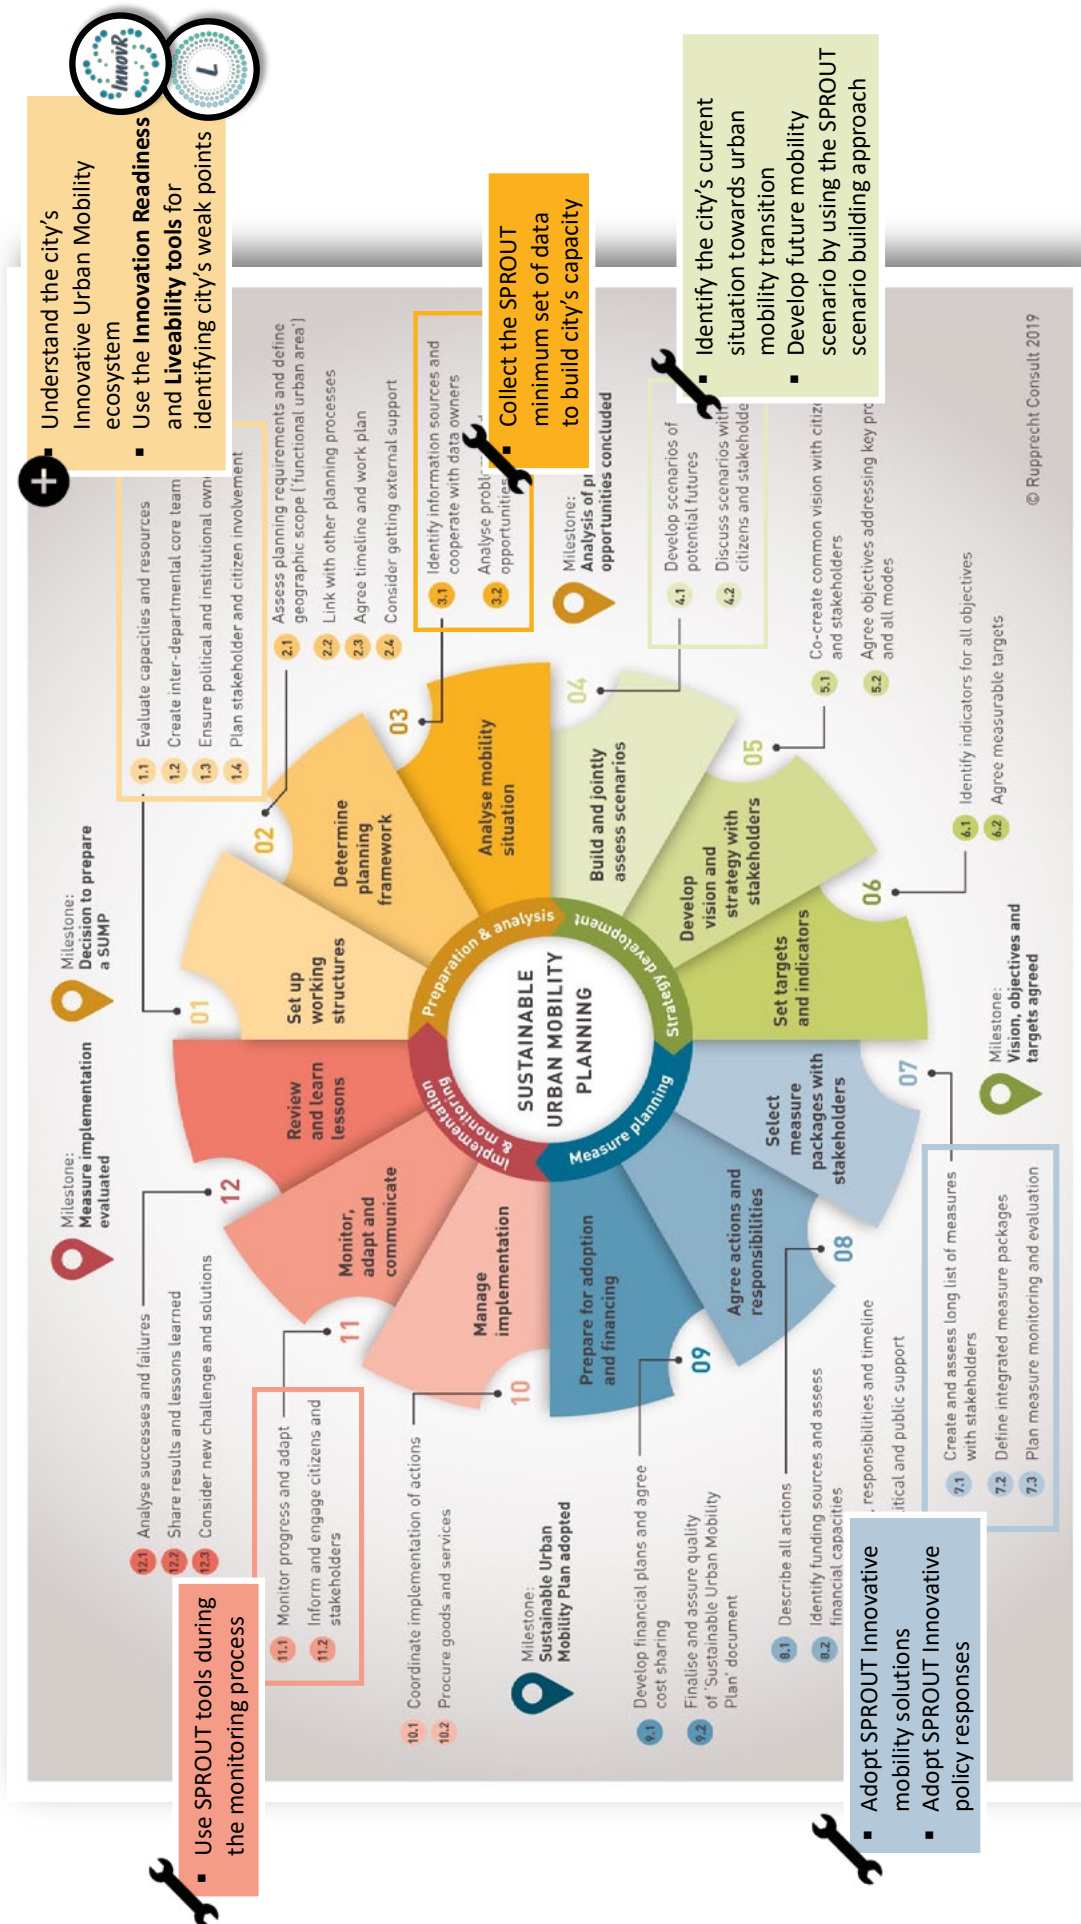 ▪ Understand the city's
Innovative Urban Mobility
ecosystem
▪ Use the Innovation Readiness
and Liveability tools for
identifying city's weak points
InnovR
L
▪ Collect the SPROUT
minimum set of data
to build city's capacity
▪ Identify the city's current
situation towards urban
mobility transition
▪ Develop future mobility
scenario by using the SPROUT
scenario building approach
▪ Use SPROUT tools during
the monitoring process
▪ Adopt SPROUT Innovative
mobility solutions
▪ Adopt SPROUT Innovative
policy responses
SUSTAINABLE
URBAN MOBILITY
PLANNING
Preparation & analysis
Strategy development
Measure planning
Implementation
& monitoring
Milestone:
Decision to prepare
a SUMP
01
Set up
working
structures
1.1 Evaluate capacities and resources
1.2 Create inter-departmental core team
1.3 Ensure political and institutional
1.4 Plan stakeholder and citizen involvement
02
Determine
planning
framework
2.1 Assess planning requirements and define
geographic scope ('functional urban area')
2.2 Link with other planning processes
2.3 Agree timeline and work plan
2.4 Consider getting external support
03
Analyse mobility
situation
3.1 Identify information sources and
cooperate with data owners
3.2 Analyse
opportunities
Milestone:
Analysis of
opportunities concluded
04
Build and jointly
assess scenarios
4.1 Develop scenarios of
potential futures
4.2 Discuss scenarios with
citizens and
05
Develop
vision and
strategy with
stakeholders
5.1 Co-create common vision with
and stakeholders
5.2 Agree objectives addressing key
and all modes
06
Set targets
and indicators
6.1 Identify indicators for all objectives
6.2 Agree measurable targets
Milestone:
Vision, objectives and
targets agreed
07
Select
measure
packages with
stakeholders
7.1 Create and assess long list of measures
with stakeholders
7.2 Define integrated measure packages
7.3 Plan measure monitoring and evaluation
08
Agree actions and
responsibilities
8.1 Describe all actions
8.2 Identify funding sources and assess
financial capacities
responsibilities and timeline
and public support
09
Prepare for adoption
and financing
9.1 Develop financial plans and agree
cost sharing
9.2 Finalise and assure quality
of 'Sustainable Urban Mobility
Plan' document
Milestone:
Sustainable Urban
Mobility Plan adopted
10
Manage
implementation
10.1 Coordinate implementation of actions
10.2 Procure goods and services
11
Monitor,
adapt and
communicate
11.1 Monitor progress and adapt
11.2 Inform and engage citizens and
stakeholders
12
Review
and learn
lessons
12.1 Analyse successes and failures
12.2 Share results and lessons learned
12.3 Consider new challenges and solutions
Milestone:
Measure implementation
evaluated
© Rupprecht Consult 2019